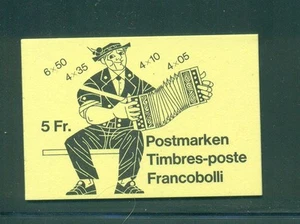 6×50
4×35
4×10
4×05
5 Fr.
Postmarken
Timbres-poste
Francobolli